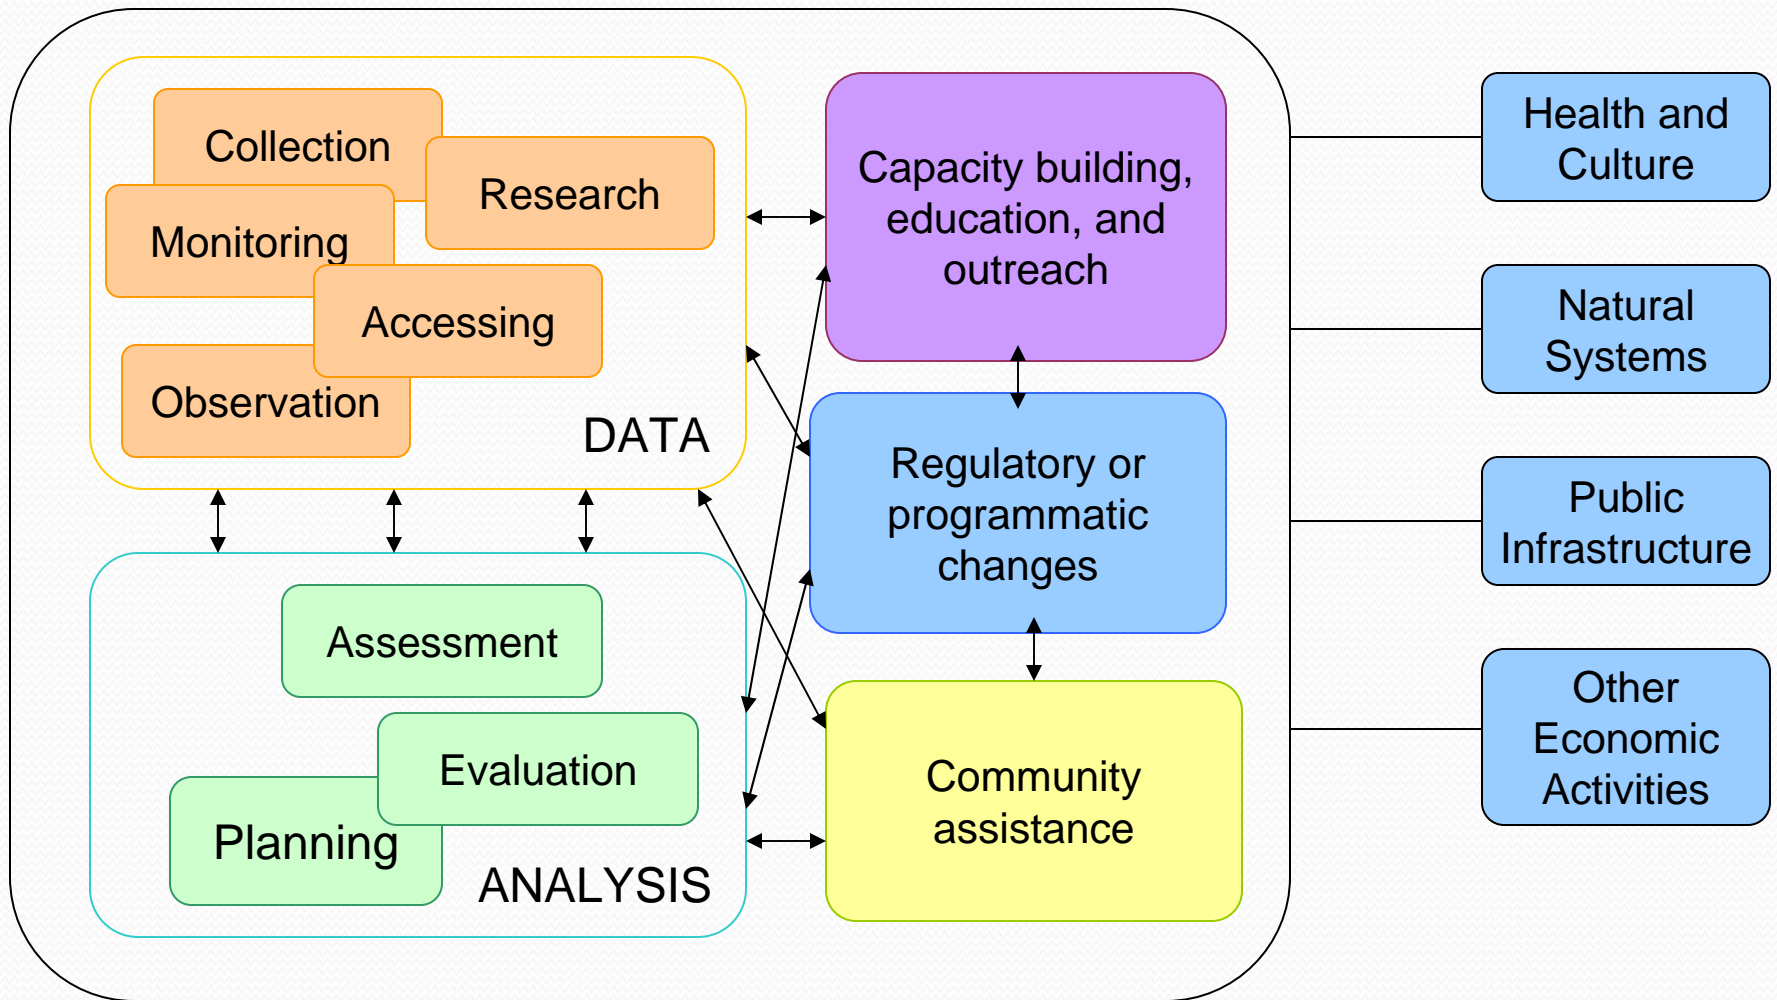 Collection
Research
Monitoring
Accessing
Observation
DATA
Assessment
Evaluation
Planning
ANALYSIS
Capacity building,
education, and
outreach
Regulatory or
programmatic
changes
Community
assistance
Health and
Culture
Natural
Systems
Public
Infrastructure
Other
Economic
Activities